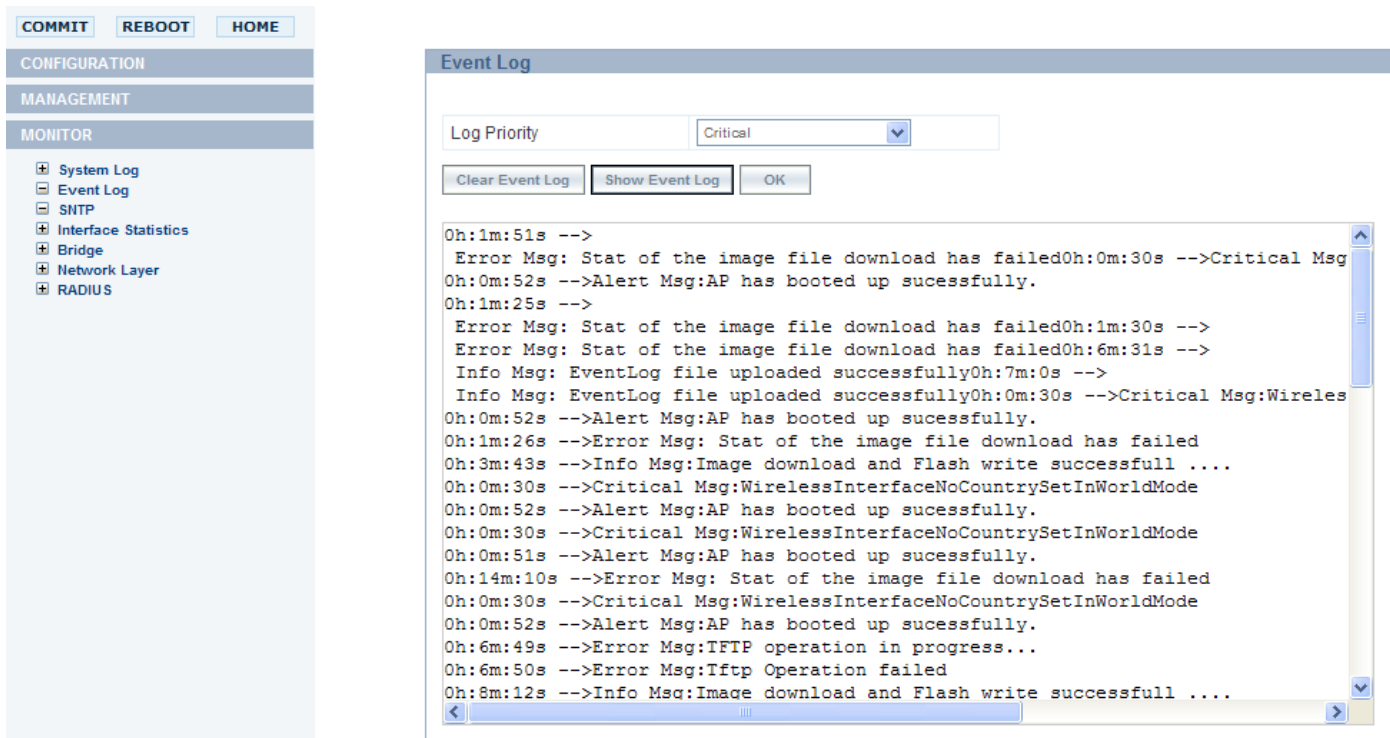 COMMIT REBOOT HOME
CONFIGURATION
MANAGEMENT
MONITOR
System Log
Event Log
SNTP
Interface Statistics
Bridge
Network Layer
RADIUS
Event Log
Log Priority Critical
Clear Event Log Show Event Log OK
0h:1m:51s -->
Error Msg: Stat of the image file download has failed0h:0m:30s -->Critical Msg
0h:0m:52s -->Alert Msg:AP has booted up sucessfully.
0h:1m:25s -->
Error Msg: Stat of the image file download has failed0h:1m:30s -->
Error Msg: Stat of the image file download has failed0h:6m:31s -->
Info Msg: EventLog file uploaded successfully0h:7m:0s -->
Info Msg: EventLog file uploaded successfully0h:0m:30s -->Critical Msg:Wireles
0h:0m:52s -->Alert Msg:AP has booted up sucessfully.
0h:1m:26s -->Error Msg: Stat of the image file download has failed
0h:3m:43s -->Info Msg:Image download and Flash write successfull ....
0h:0m:30s -->Critical Msg:WirelessInterfaceNoCountrySetInWorldMode
0h:0m:52s -->Alert Msg:AP has booted up sucessfully.
0h:0m:30s -->Critical Msg:WirelessInterfaceNoCountrySetInWorldMode
0h:0m:51s -->Alert Msg:AP has booted up sucessfully.
0h:14m:10s -->Error Msg: Stat of the image file download has failed
0h:0m:30s -->Critical Msg:WirelessInterfaceNoCountrySetInWorldMode
0h:0m:52s -->Alert Msg:AP has booted up sucessfully.
0h:6m:49s -->Error Msg:TFTP operation in progress...
0h:6m:50s -->Error Msg:Tftp Operation failed
0h:8m:12s -->Info Msg:Image download and Flash write successfull ....